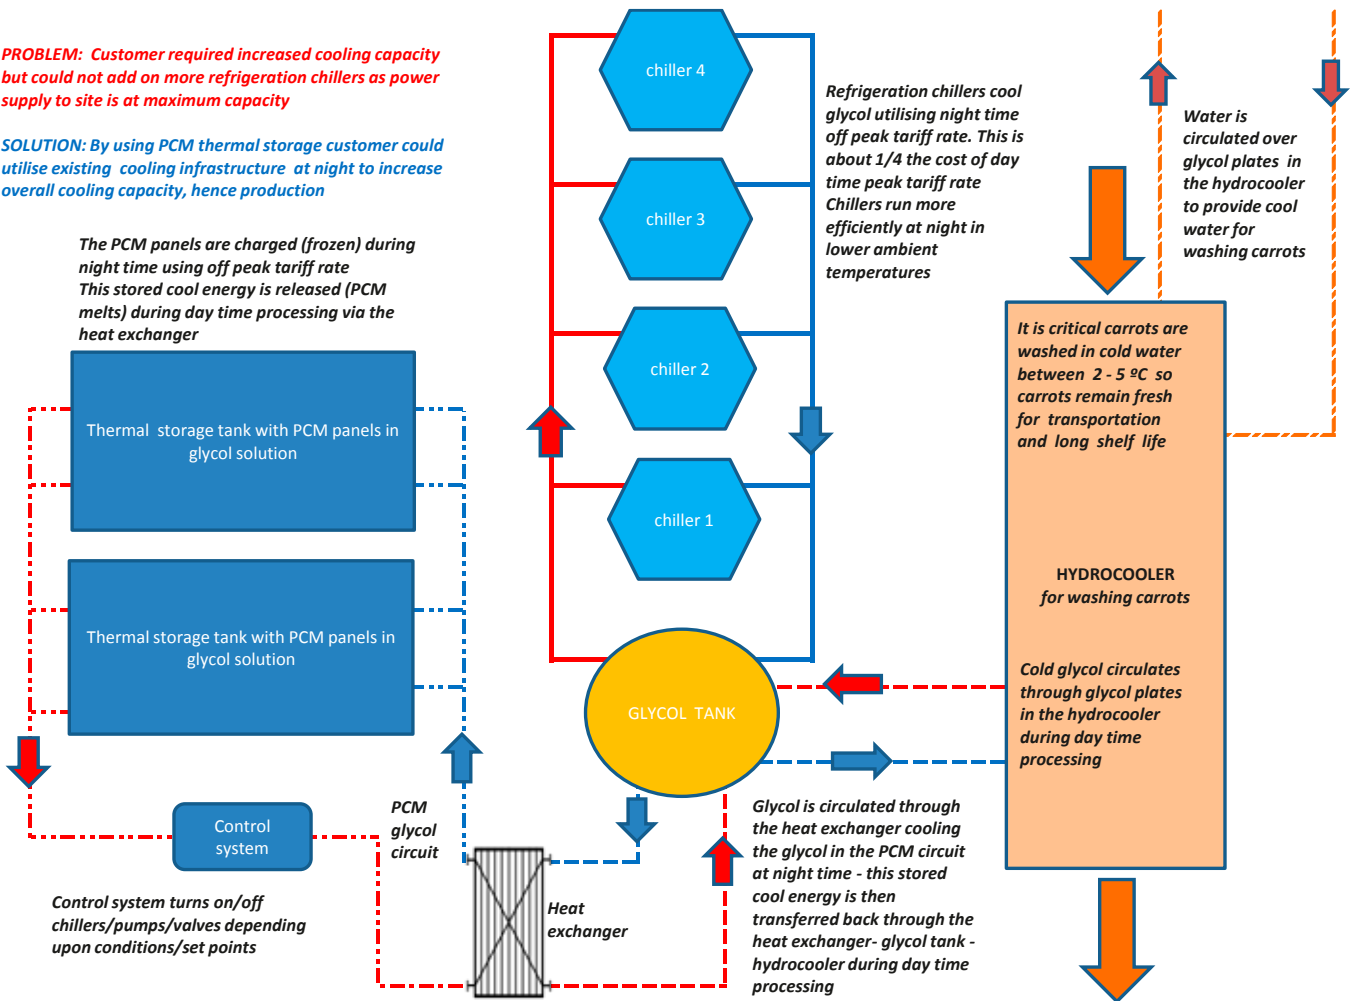 PROBLEM: Customer required increased cooling capacity
but could not add on more refrigeration chillers as power
supply to site is at maximum capacity
SOLUTION: By using PCM thermal storage customer could
utilise existing cooling infrastructure at night to increase
overall cooling capacity, hence production
The PCM panels are charged (frozen) during
night time using off peak tariff rate
This stored cool energy is released (PCM
melts) during day time processing via the
heat exchanger
Thermal storage tank with PCM panels in
glycol solution
Thermal storage tank with PCM panels in
glycol solution
Control
system
Control system turns on/off
chillers/pumps/valves depending
upon conditions/set points
PCM
glycol
circuit
Heat
exchanger
chiller 4
chiller 3
chiller 2
chiller 1
GLYCOL TANK
Refrigeration chillers cool
glycol utilising night time
off peak tariff rate. This is
about 1/4 the cost of day
time peak tariff rate
Chillers run more
efficiently at night in
lower ambient
temperatures
Glycol is circulated through
the heat exchanger cooling
the glycol in the PCM circuit
at night time - this stored
cool energy is then
transferred back through the
heat exchanger- glycol tank -
hydrocooler during day time
processing
Water is
circulated over
glycol plates in
the hydrocooler
to provide cool
water for
washing carrots
It is critical carrots are
washed in cold water
between 2 - 5 ºC so
carrots remain fresh
for transportation
and long shelf life
HYDROCOOLER
for washing carrots
Cold glycol circulates
through glycol plates
in the hydrocooler
during day time
processing